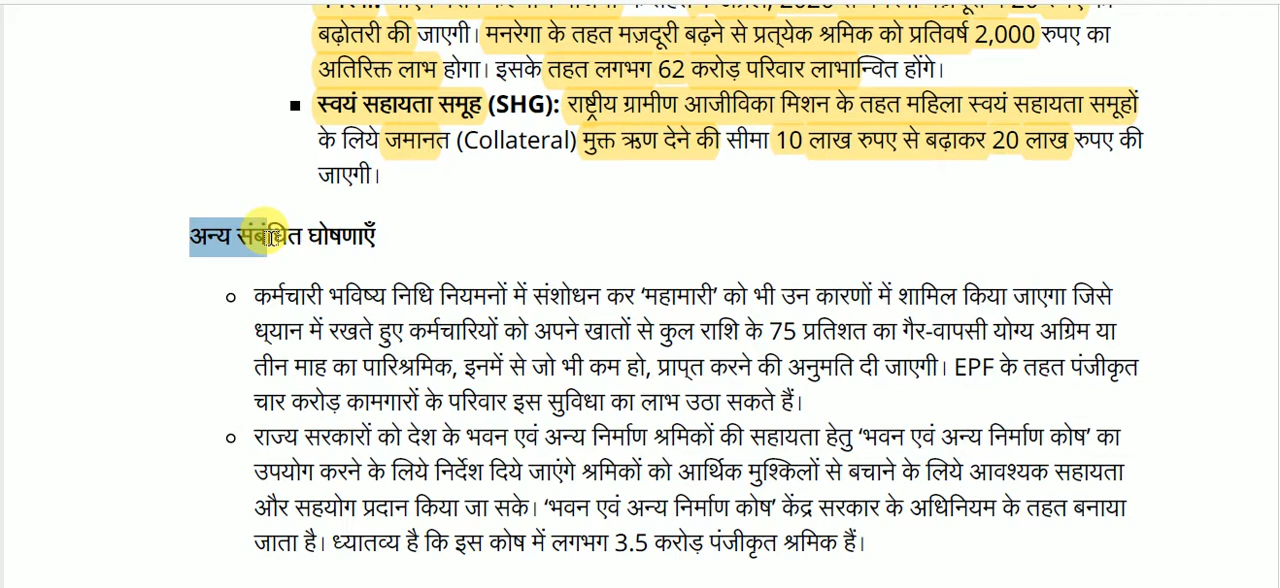 बढ़ोतरी की जाएगी। मनरेगा के तहत मज़दूरी बढ़ने से प्रत्येक श्रमिक को प्रतिवर्ष 2,000 रुपए का
अतिरिक्त लाभ होगा। इसके तहत लगभग 62 करोड़ परिवार लाभान्वित होंगे।
▪ स्वयं सहायता समूह (SHG): राष्ट्रीय ग्रामीण आजीविका मिशन के तहत महिला स्वयं सहायता समूहों
के लिये जमानत (Collateral) मुक्त ऋण देने की सीमा 10 लाख रुपए से बढ़ाकर 20 लाख रुपए की
जाएगी।
अन्य संबंधित घोषणाएँ
○ कर्मचारी भविष्य निधि नियमनों में संशोधन कर ‘महामारी’ को भी उन कारणों में शामिल किया जाएगा जिसे
ध्यान में रखते हुए कर्मचारियों को अपने खातों से कुल राशि के 75 प्रतिशत का गैर-वापसी योग्य अग्रिम या
तीन माह का पारिश्रमिक, इनमें से जो भी कम हो, प्राप्त करने की अनुमति दी जाएगी। EPF के तहत पंजीकृत
चार करोड़ कामगारों के परिवार इस सुविधा का लाभ उठा सकते हैं।
○ राज्य सरकारों को देश के भवन एवं अन्य निर्माण श्रमिकों की सहायता हेतु ‘भवन एवं अन्य निर्माण कोष’ का
उपयोग करने के लिये निर्देश दिये जाएंगे श्रमिकों को आर्थिक मुश्किलों से बचाने के लिये आवश्यक सहायता
और सहयोग प्रदान किया जा सके। ‘भवन एवं अन्य निर्माण कोष’ केंद्र सरकार के अधिनियम के तहत बनाया
जाता है। ध्यातव्य है कि इस कोष में लगभग 3.5 करोड़ पंजीकृत श्रमिक हैं।